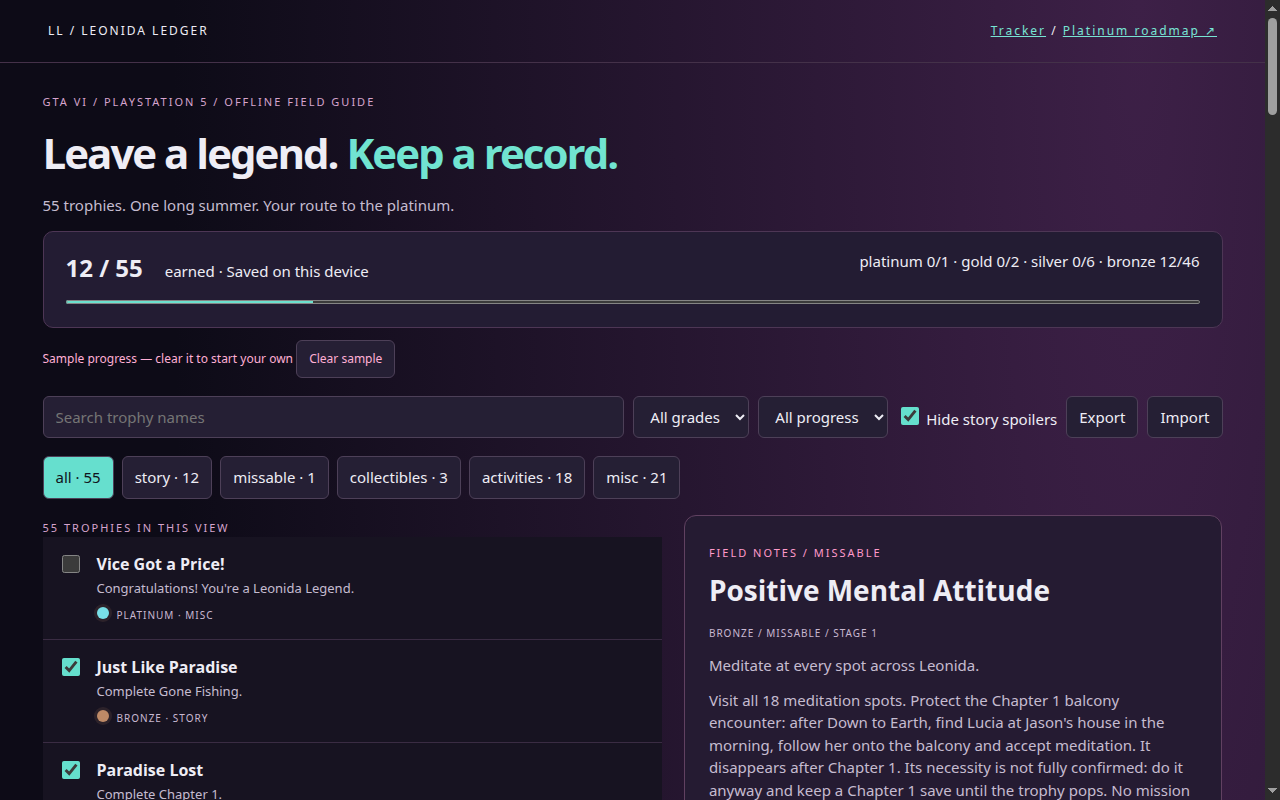 LL / LEONIDA LEDGER
Tracker / Platinum roadmap ↗
GTA VI / PLAYSTATION 5 / OFFLINE FIELD GUIDE
Leave a legend. Keep a record.
55 trophies. One long summer. Your route to the platinum.
12 / 55 earned · Saved on this device
platinum 0/1 · gold 0/2 · silver 0/6 · bronze 12/46
Sample progress — clear it to start your own Clear sample
Search trophy names All grades All progress Hide story spoilers Export Import
all · 55 story · 12 missable · 1 collectibles · 3 activities · 18 misc · 21
55 TROPHIES IN THIS VIEW
Vice Got a Price!
Congratulations! You're a Leonida Legend.
PLATINUM · MISC
Just Like Paradise
Complete Gone Fishing.
BRONZE · STORY
Paradise Lost
Complete Chapter 1.
FIELD NOTES / MISSABLE
Positive Mental Attitude
BRONZE / MISSABLE / STAGE 1
Meditate at every spot across Leonida.
Visit all 18 meditation spots. Protect the Chapter 1 balcony
encounter: after Down to Earth, find Lucia at Jason's house in the
morning, follow her onto the balcony and accept meditation. It
disappears after Chapter 1. Its necessity is not fully confirmed: do it
anyway and keep a Chapter 1 save until the trophy pops. No mission